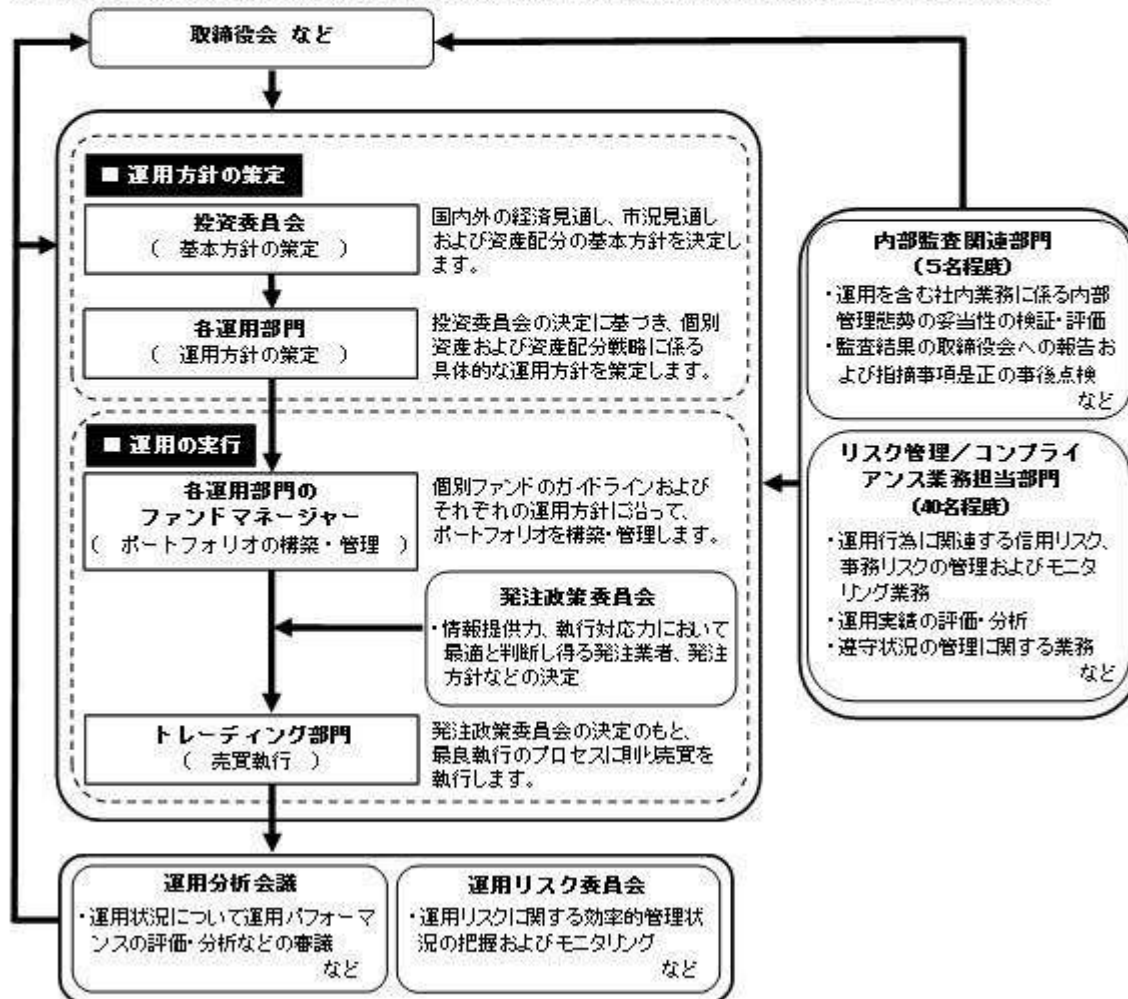 取締役会 など
■ 運用方針の策定
投資委員会
( 基本方針の策定 )
国内外の経済見通し、市況見通し
および資産配分の基本方針を決定し
ます。
各運用部門
( 運用方針の策定 )
投資委員会の決定に基づき、個別
資産および資産配分戦略に係る
具体的な運用方針を策定します。
■ 運用の実行
各運用部門の
ファンドマネージャー
( ポートフォリオの構築・管理 )
個別ファンドのガイドラインおよび
それぞれの運用方針に沿って、
ポートフォリオを構築・管理します。
発注政策委員会
・情報提供力、執行対応力において
最適と判断し得る発注業者、発注
方針などの決定
トレーディング部門
( 売買執行 )
発注政策委員会の決定のもと、
最良執行のプロセスに則り売買を
執行します。
運用分析会議
・運用状況について運用パフォーマ
ンスの評価・分析などの審議
など
運用リスク委員会
・運用リスクに関する効率的管理状
況の把握およびモニタリング
など
内部監査関連部門
(5名程度)
・運用を含む社内業務に係る内部
管理態勢の妥当性の検証・評価
・監査結果の取締役会への報告お
よび指摘事項是正の事後点検
など
リスク管理/コンプライ
アンス業務担当部門
(40名程度)
・運用行為に関連する信用リスク、
事務リスクの管理およびモニタ
リング業務
・運用実績の評価・分析
・遵守状況の管理に関する業務
など